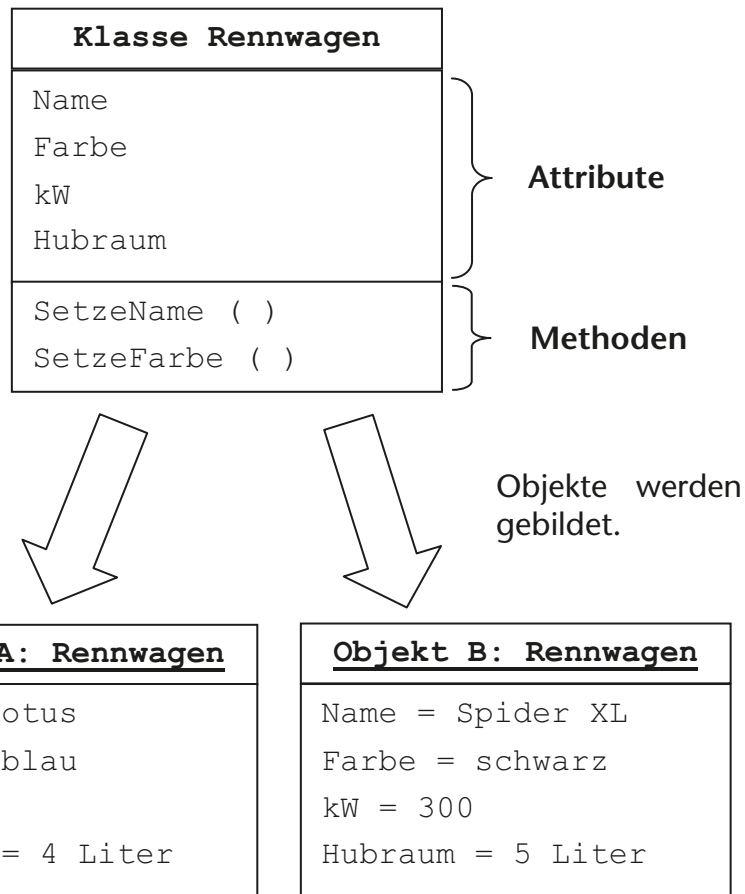 Klasse Rennwagen
Name
Farbe
kW
Hubraum
Attribute
SetzeName ( )
SetzeFarbe ( )
Methoden
Objekte werden
gebildet.
A: Rennwagen
otus
blau
= 4 Liter
Objekt B: Rennwagen
Name = Spider XL
Farbe = schwarz
kW = 300
Hubraum = 5 Liter